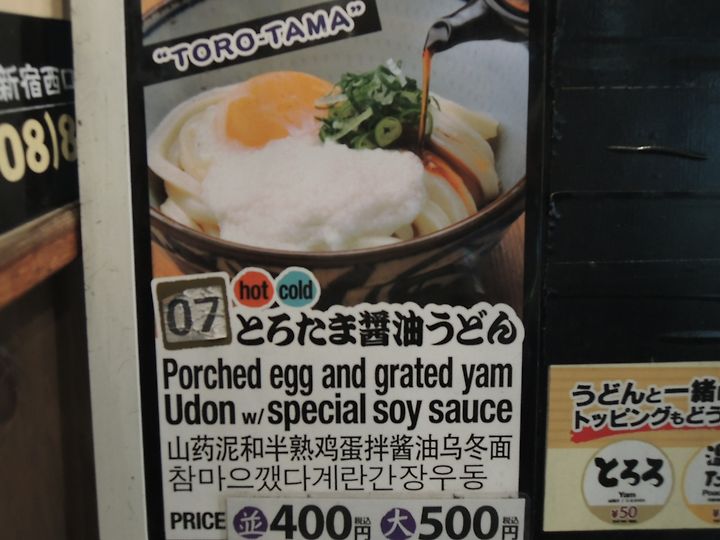 "TORO-TAMA"
新宿西口
08)8
07
hot cold
とろたま醤油うどん
Porched egg and grated yam
Udon w/ special soy sauce
山药泥和半熟鸡蛋拌酱油乌冬面
참마으깼다계란간장우동
PRICE 並 400円 税込 大 500円 税込
うどんと一緒に
トッピングもどう
とろろ
Yam
¥50